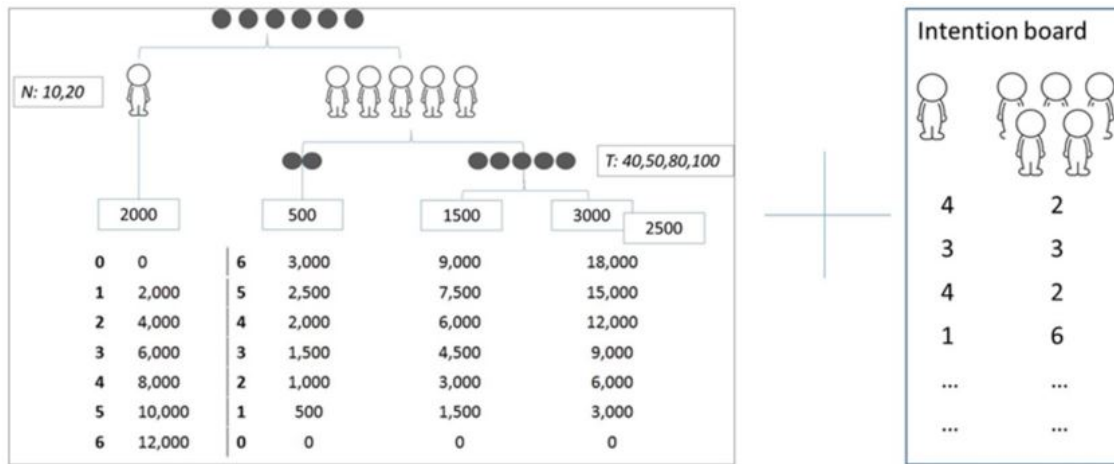 Intention board
N: 10,20
T: 40,50,80,100
2000 500 1500 3000
2500
0 0 6 3,000 9,000 18,000
1 2,000 5 2,500 7,500 15,000
2 4,000 4 2,000 6,000 12,000
3 6,000 3 1,500 4,500 9,000
4 8,000 2 1,000 3,000 6,000
5 10,000 1 500 1,500 3,000
6 12,000 0 0 0 0
4 2
3 3
4 2
1 6
... ...
... ...